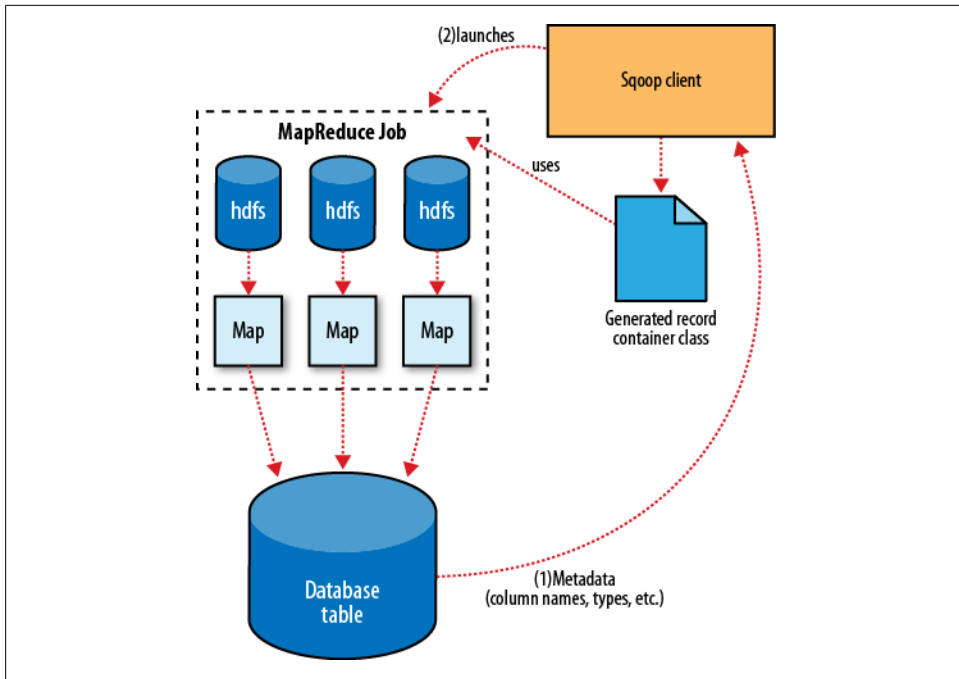 (2)launches
Sqoop client
MapReduce Job
uses
hdfs
hdfs
hdfs
Map
Map
Map
Generated record
container class
Database
table
(1)Metadata
(column names, types, etc.)